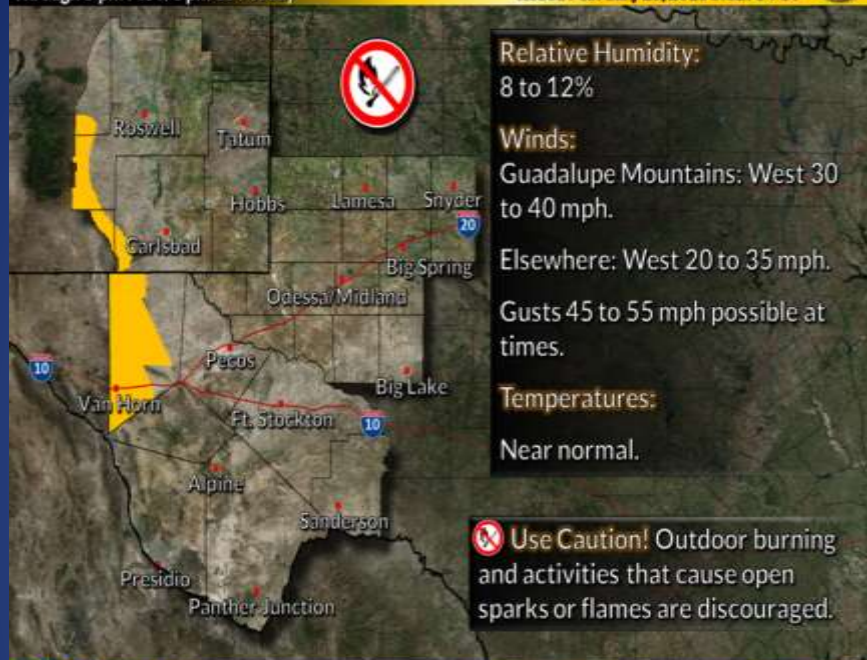 Relative Humidity:
8 to 12%
Winds:
Guadalupe Mountains: West 30
to 40 mph.
Elsewhere: West 20 to 35 mph.
Gusts 45 to 55 mph possible at
times.
Temperatures:
Near normal.
Use Caution! Outdoor burning
and activities that cause open
sparks or flames are discouraged.
Roswell
Tatum
Hobbs
Lamesa
Snyder
20
Carlsbad
Big Spring
Odessa/Midland
Pecos
10
Big Lake
Van Horn
Ft. Stockton
10
Alpine
Sanderson
Presidio
Panther Junction